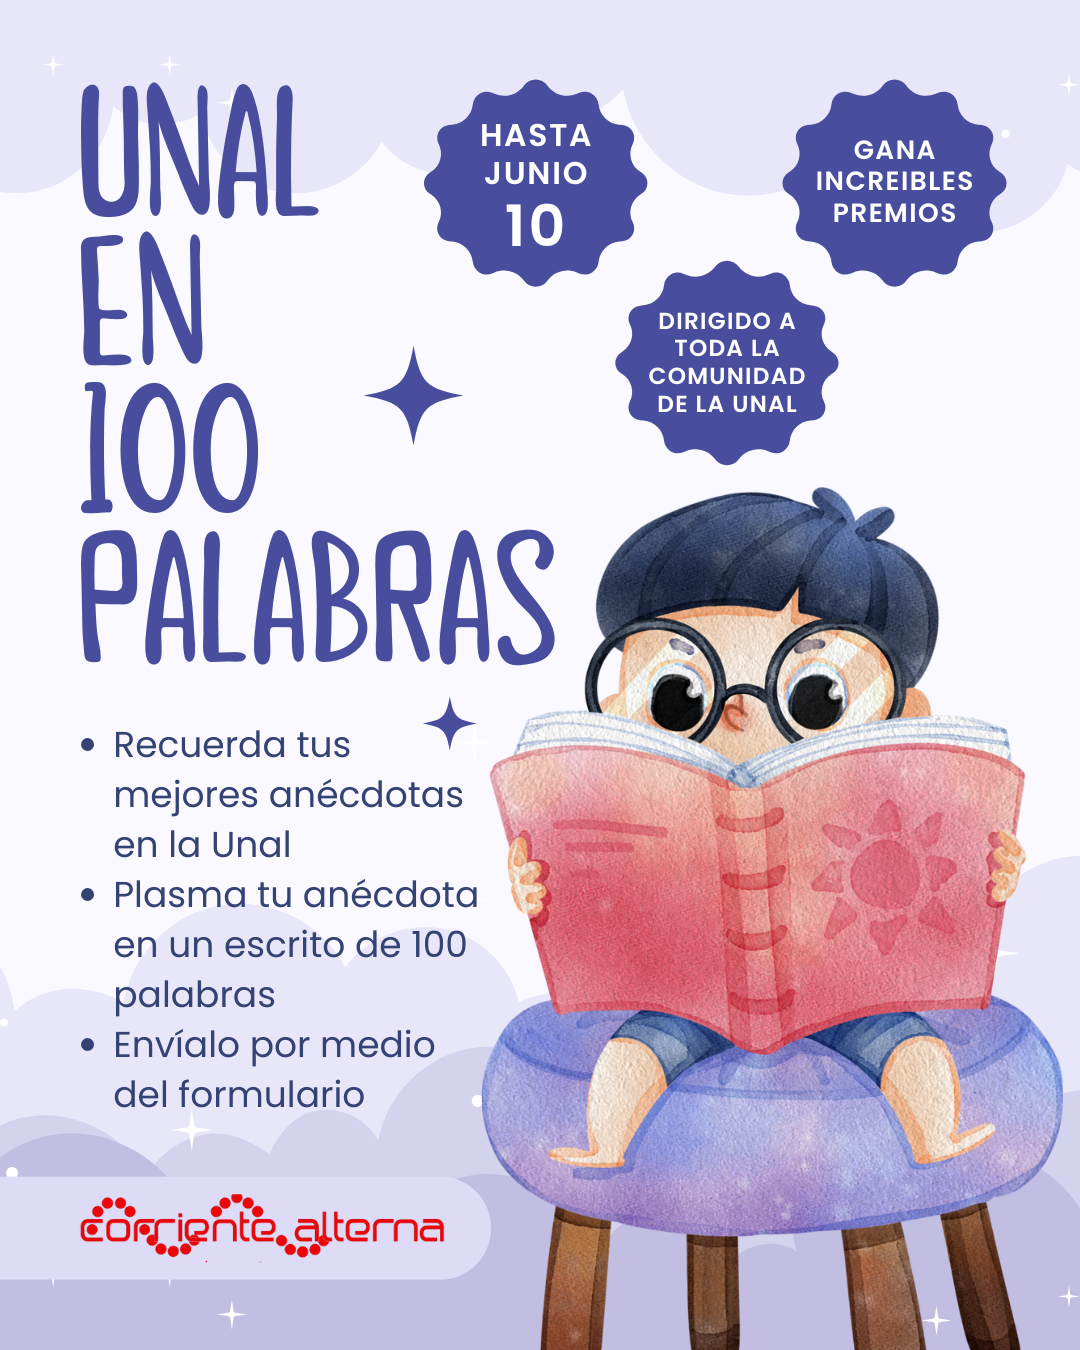 UNAL
EN
100
PALABRAS
HASTA
JUNIO
10
GANA
INCREIBLES
PREMIOS
DIRIGIDO A
TODA LA
COMUNIDAD
DE LA UNAL
• Recuerda tus
mejores anécdotas
en la Unal
• Plasma tu anécdota
en un escrito de 100
palabras
• Envíalo por medio
del formulario
corriente alterna